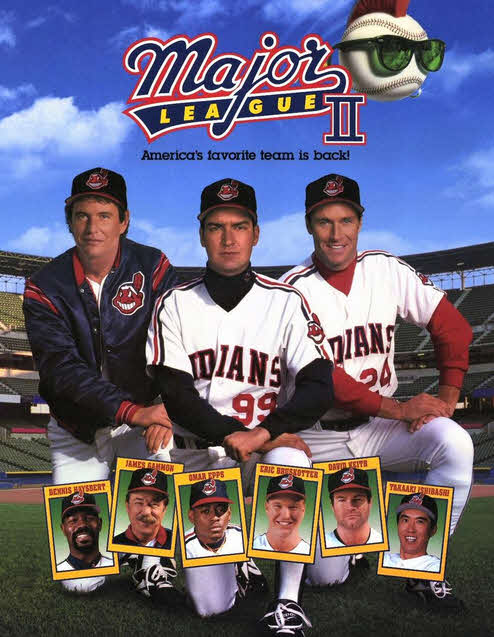 Major
LEAGUE
II
America's favorite team is back!
INDIANS
99
DIANS
24
DENNIS HAYSBERT
JAMES GAMMON
OMAR EPPS
ERIC BRUSKOTTER
DAVID KEITH
TAKAAKI ISHIBASHI